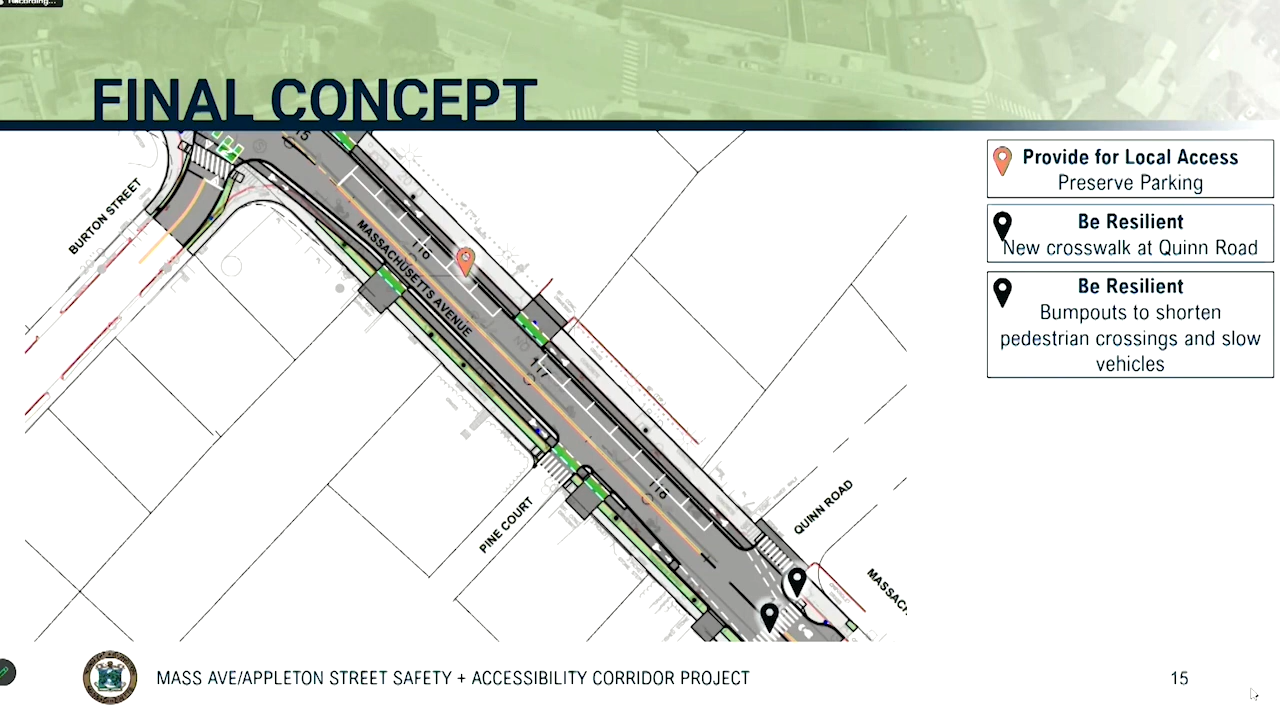 Recording...
FINAL CONCEPT
BURTON STREET
MASSACHUSETTS AVENUE
PINE COURT
QUINN ROAD
MASSACH
Provide for Local Access
Preserve Parking
Be Resilient
New crosswalk at Quinn Road
Be Resilient
Bumpouts to shorten
pedestrian crossings and slow
vehicles
MASS AVE/APPLETON STREET SAFETY + ACCESSIBILITY CORRIDOR PROJECT
15